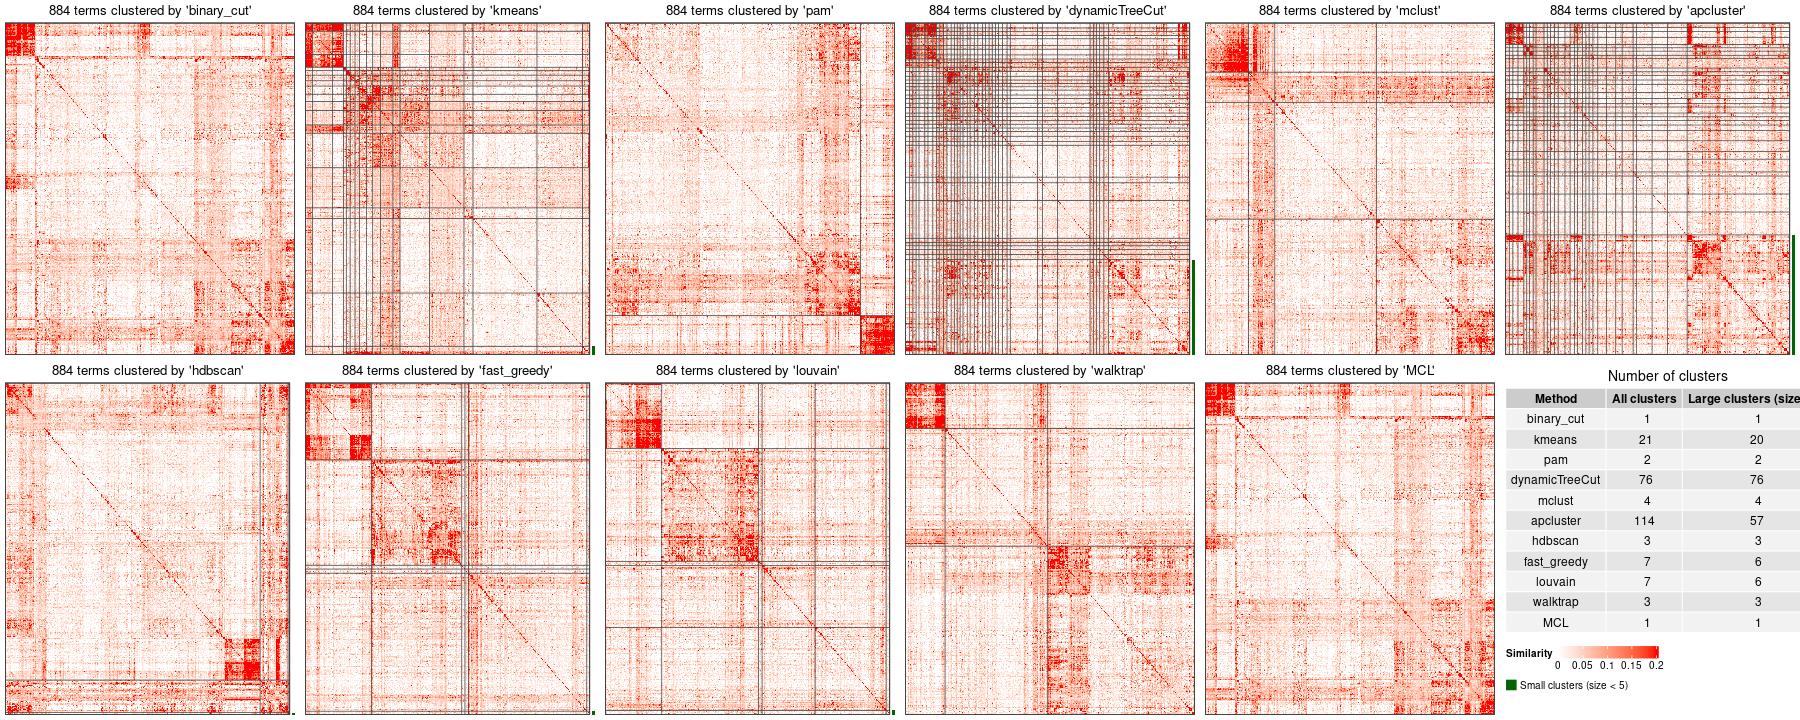 884 terms clustered by 'binary_cut'
884 terms clustered by 'kmeans'
884 terms clustered by 'pam'
884 terms clustered by 'dynamicTreeCut'
884 terms clustered by 'mclust'
884 terms clustered by 'apcluster'
884 terms clustered by 'hdbscan'
884 terms clustered by 'fast_greedy'
884 terms clustered by 'louvain'
884 terms clustered by 'walktrap'
884 terms clustered by 'MCL'
Number of clusters
Method All clusters Large clusters (size
binary_cut 1 1
kmeans 21 20
pam 2 2
dynamicTreeCut 76 76
mclust 4 4
apcluster 114 57
hdbscan 3 3
fast_greedy 7 6
louvain 7 6
walktrap 3 3
MCL 1 1
Similarity
0 0.05 0.1 0.15 0.2
Small clusters (size < 5)